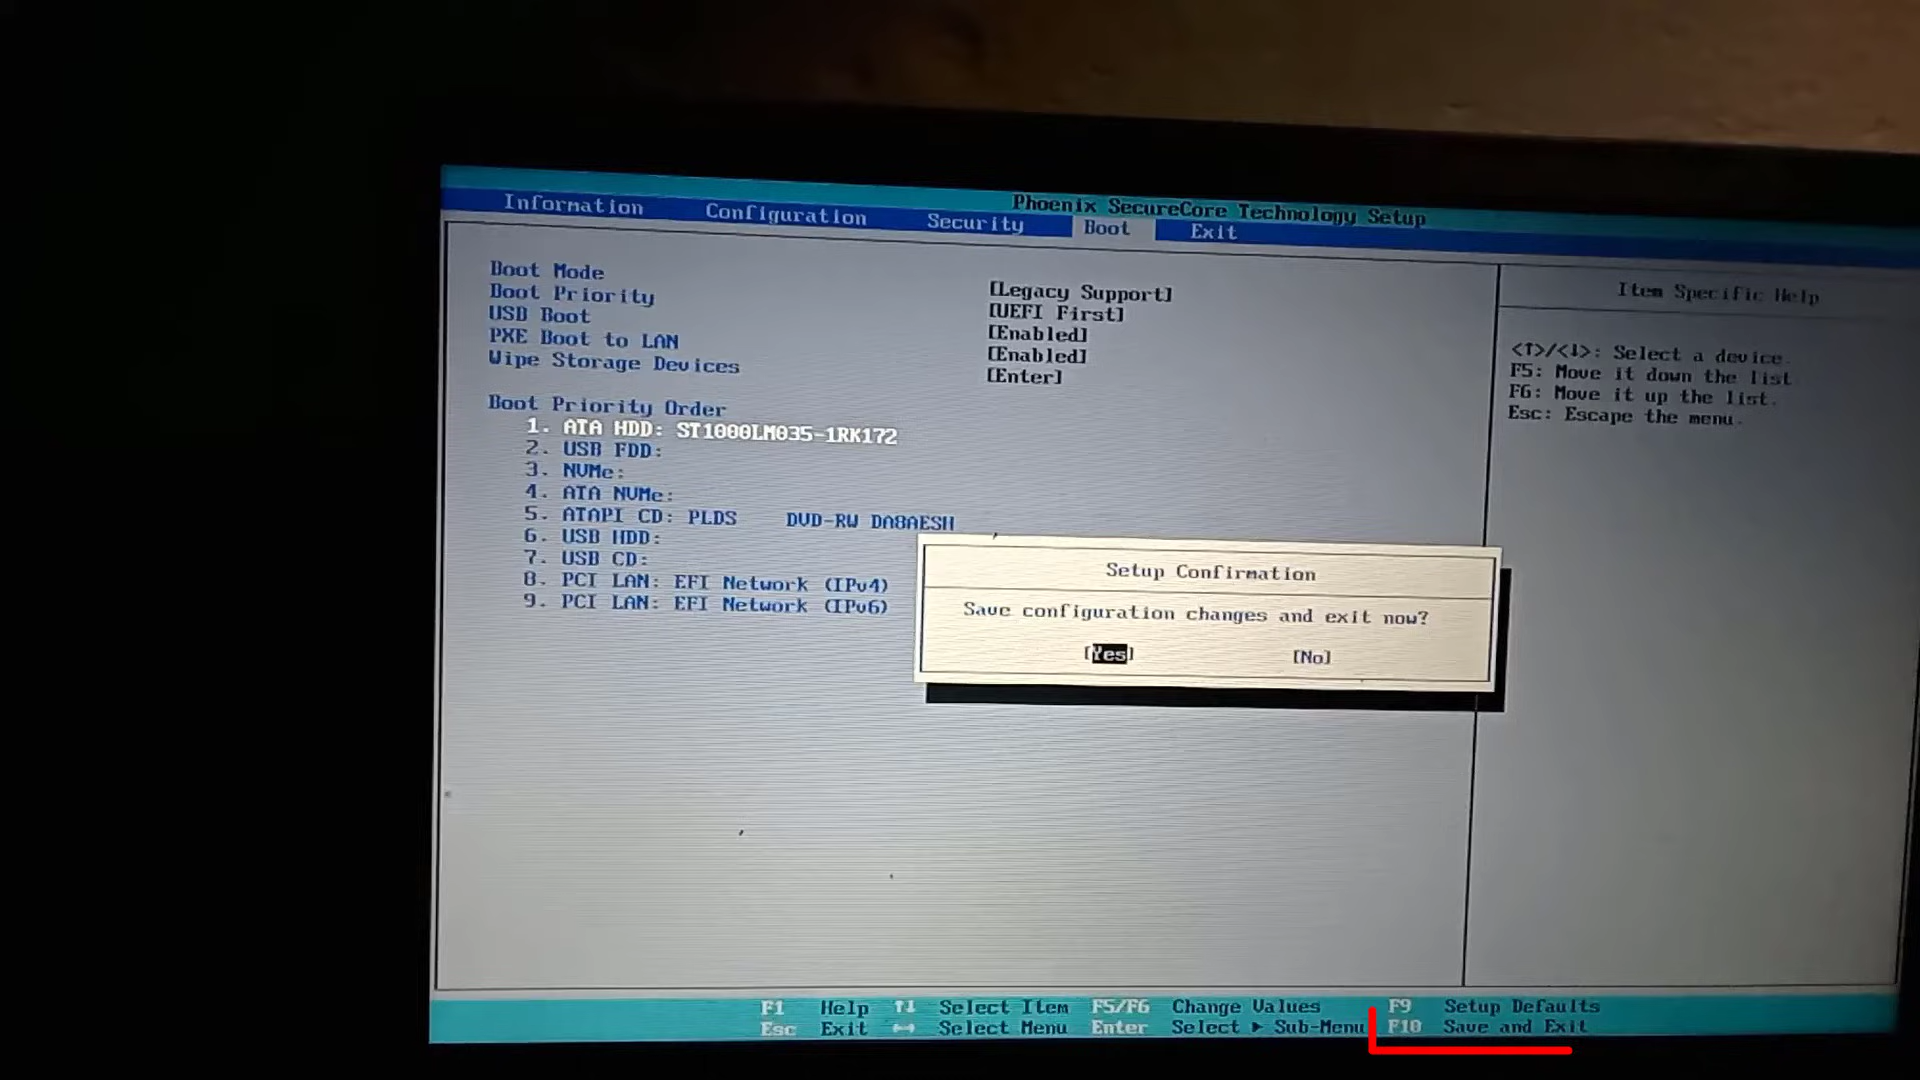 Phoenix SecureCore Technology Setup
Information Configuration Security Boot Exit
Boot Mode [Legacy Support]
Boot Priority [UEFI First]
USB Boot [Enabled]
PXE Boot to LAN [Enabled]
Wipe Storage Devices [Enter]
Boot Priority Order
1. ATA HDD: ST1000LM035-1RK172
2. USB FDD:
3. NVMe:
4. ATA NVMe:
5. ATAPI CD: PLDS DVD-RW DA8AESH
6. USB HDD:
7. USB CD:
8. PCI LAN: EFI Network (IPv4)
9. PCI LAN: EFI Network (IPv6)
Item Specific Help
<↑>/<↓>: Select a device.
F5: Move it down the list
F6: Move it up the list.
Esc: Escape the menu.
Setup Confirmation
Save configuration changes and exit now?
[Yes] [No]
F1 Help ↑↓ Select Item F5/F6 Change Values F9 Setup Defaults
Esc Exit ↔ Select Menu Enter Select ► Sub-Menu F10 Save and Exit